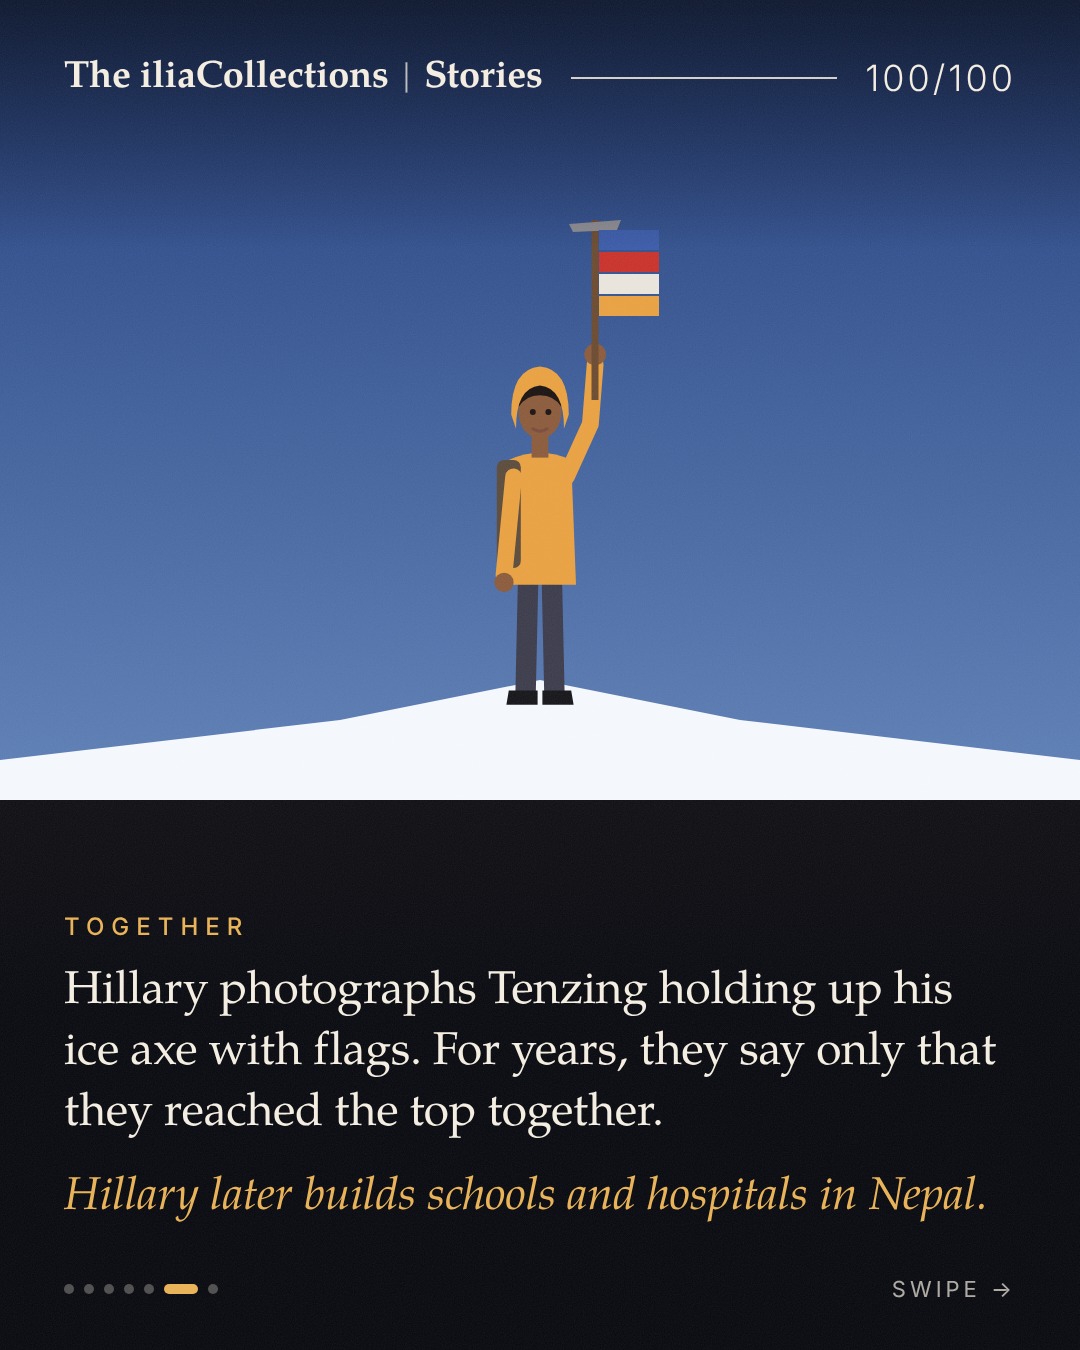 The iliaCollections | Stories 100/100
TOGETHER
Hillary photographs Tenzing holding up his
ice axe with flags. For years, they say only that
they reached the top together.
Hillary later builds schools and hospitals in Nepal.
SWIPE →